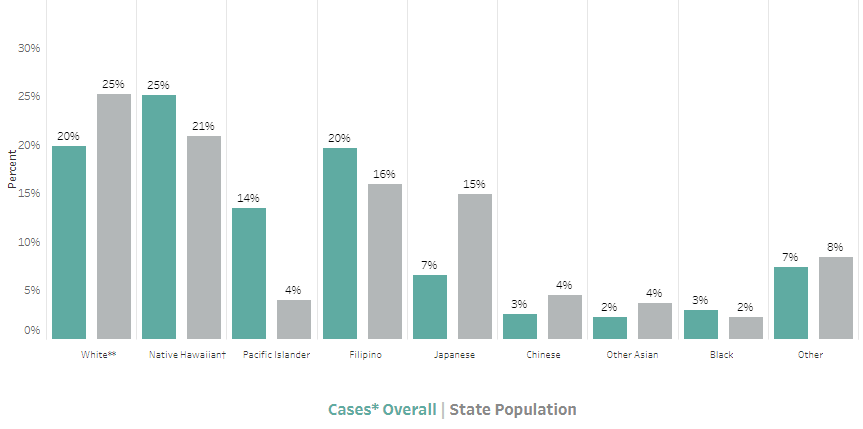 30%
25%
20%
15%
10%
5%
0%
Percent
20%
25%
25%
21%
14%
4%
20%
16%
7%
15%
3%
4%
2%
4%
3%
2%
7%
8%
White**
Native Hawaiian†
Pacific Islander
Filipino
Japanese
Chinese
Other Asian
Black
Other
Cases* Overall | State Population